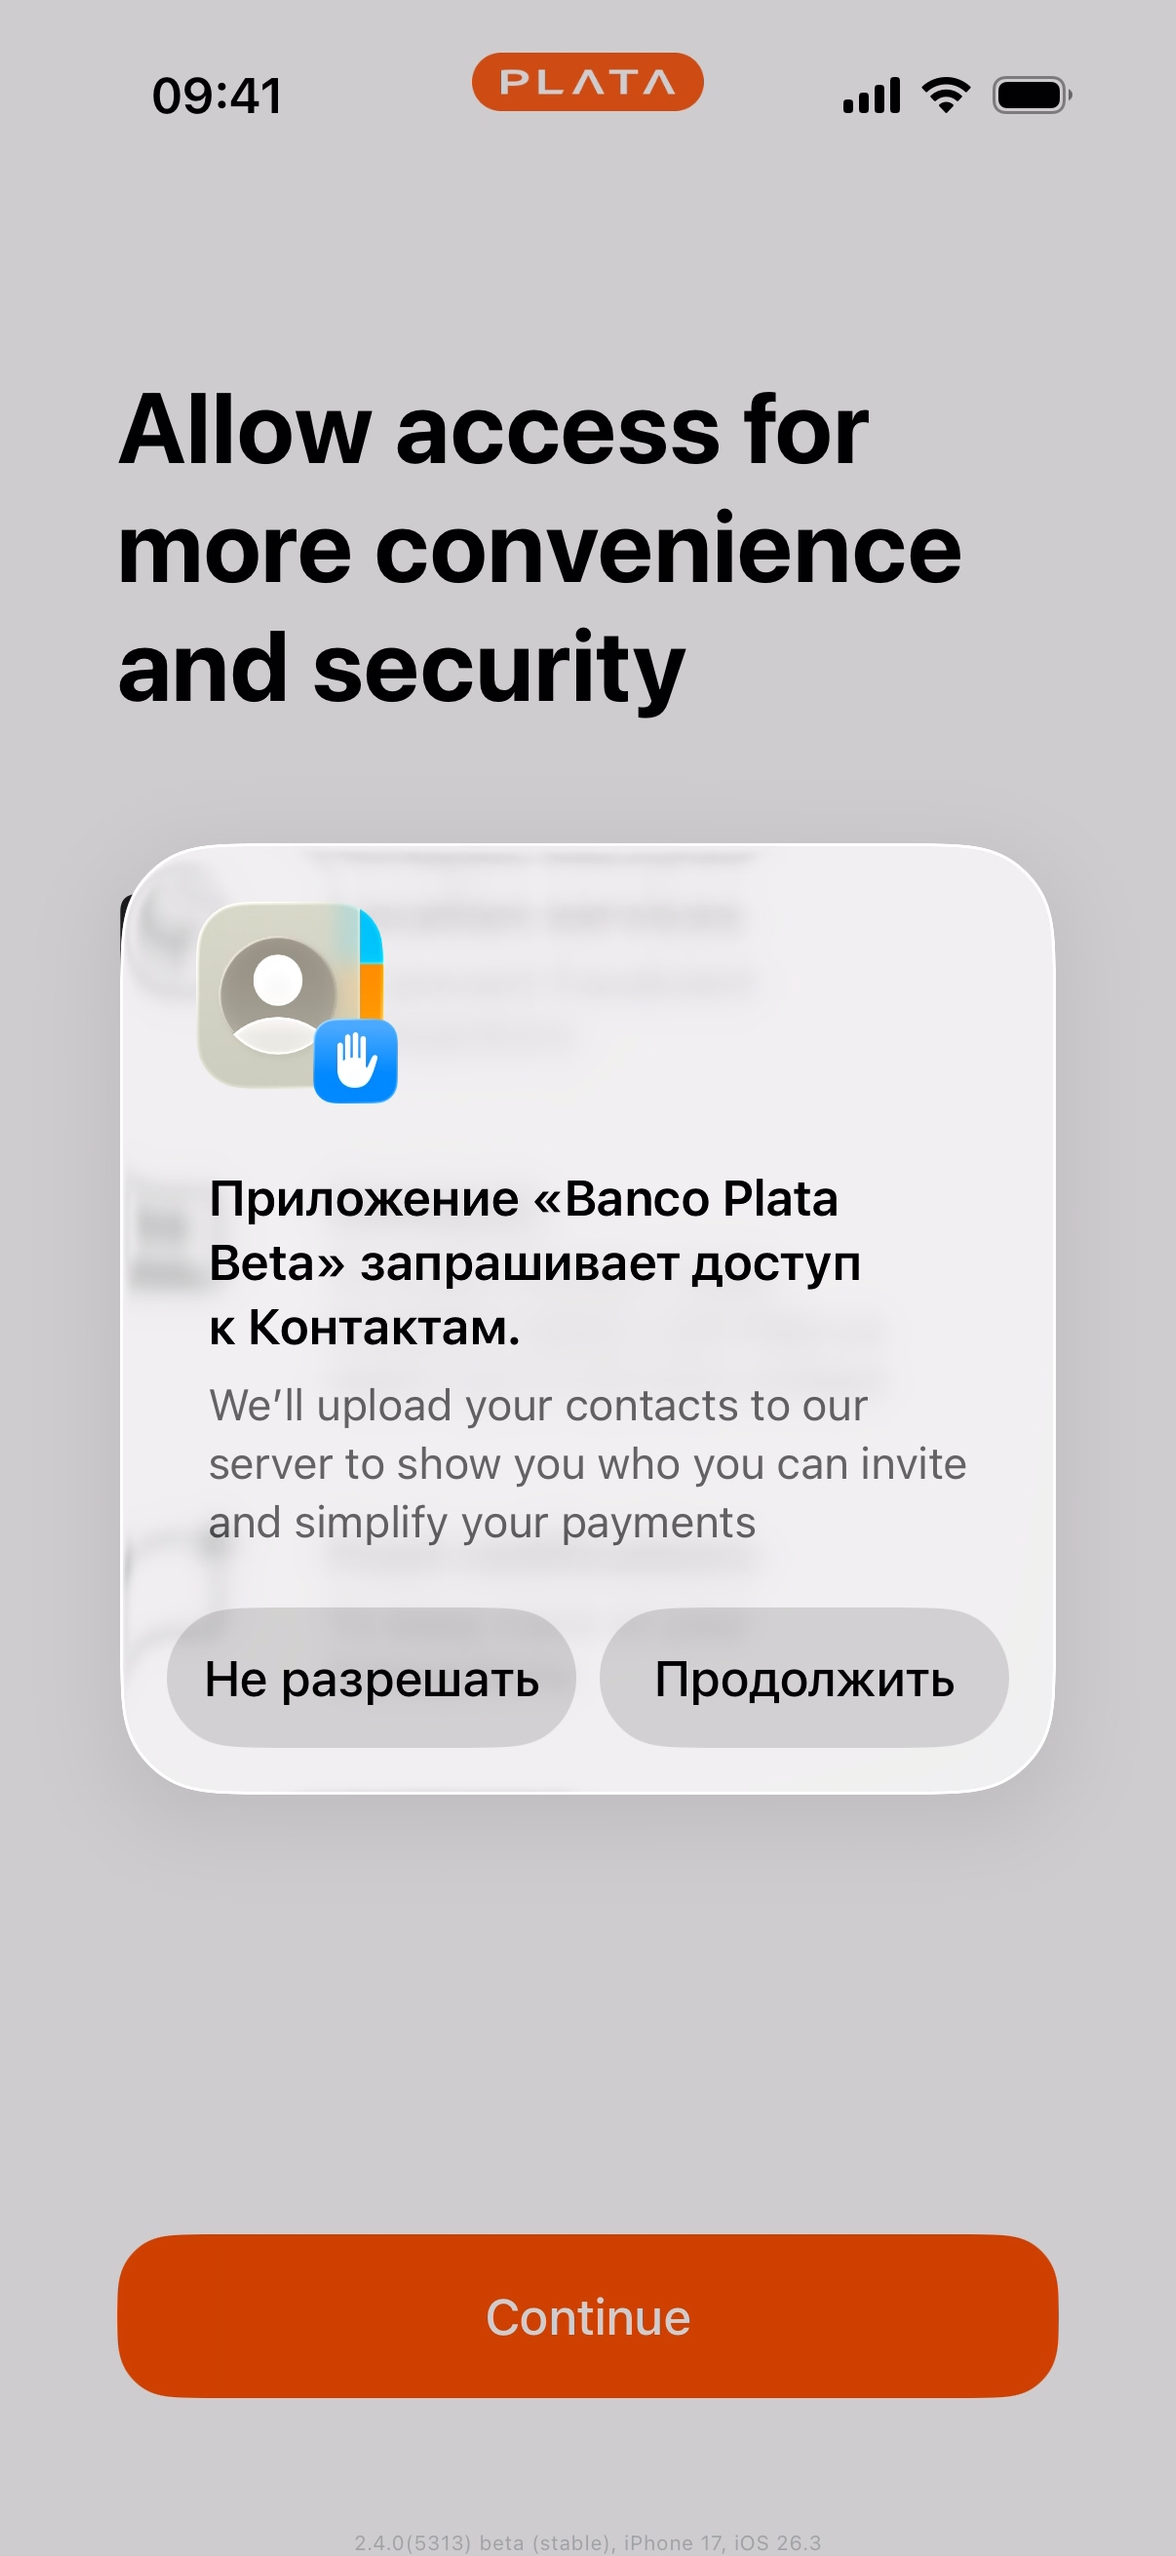 09:41
PLATA
Allow access for
more convenience
and security
Приложение «Banco Plata
Beta» запрашивает доступ
к Контактам.
We’ll upload your contacts to our
server to show you who you can invite
and simplify your payments
Не разрешать
Продолжить
Continue
2.4.0(5313) beta (stable), iPhone 17, iOS 26.3